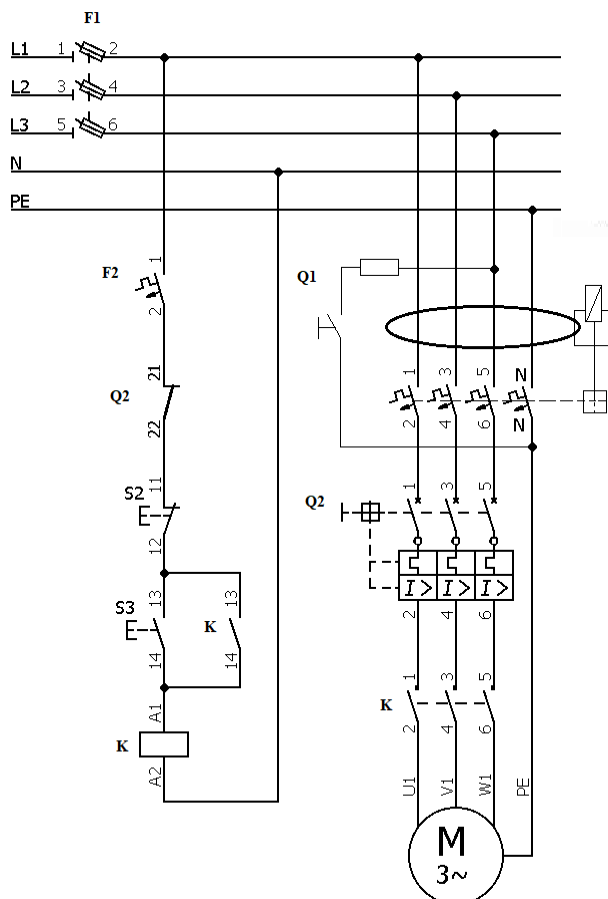 F1
L1 1 2
L2 3 4
L3 5 6
N
PE
F2 1 2
Q1
1 3 5 N
2 4 6 N
Q2 21 22
S2 11 12
Q2 1 3 5
I > I > I >
2 4 6
S3 13 14
K 13 14
K 1 3 5
2 4 6
K A1 A2
U1 V1 W1 PE
M
3~